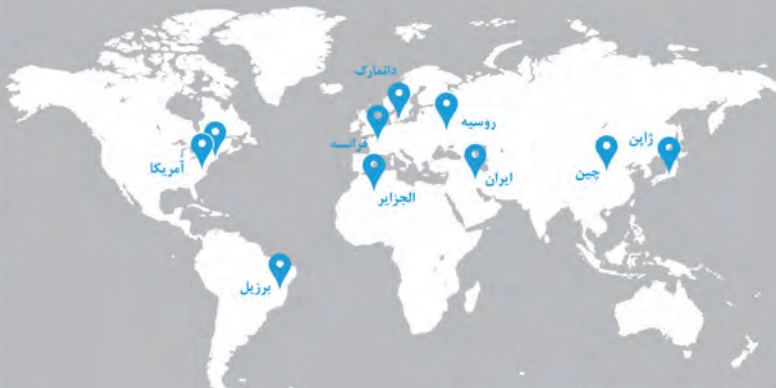 دانمارک
روسیه
فرانسه
ژاپن
آمریکا
چین
ایران
الجزایر
برزیل